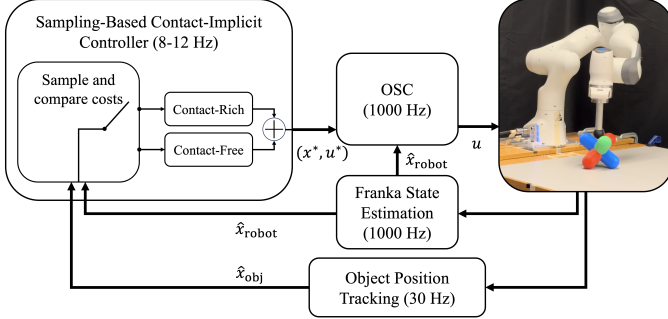 Sampling-Based Contact-Implicit
Controller (8-12 Hz)
Sample and
compare costs
Contact-Rich
Contact-Free
(x*, u*)
OSC
(1000 Hz)
u
x̂robot
Franka State
Estimation
(1000 Hz)
x̂robot
x̂obj
Object Position
Tracking (30 Hz)